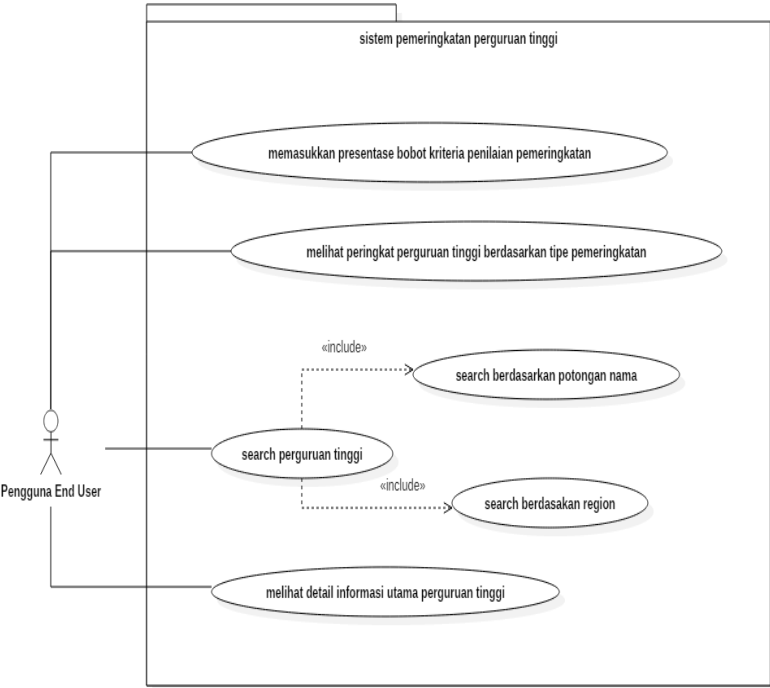 sistem pemeringkatan perguruan tinggi
memasukkan presentase bobot kriteria penilaian pemeringkatan
melihat peringkat perguruan tinggi berdasarkan tipe pemeringkatan
«include»
search berdasarkan potongan nama
search perguruan tinggi
«include»
Pengguna End User
search berdasakan region
melihat detail informasi utama perguruan tinggi